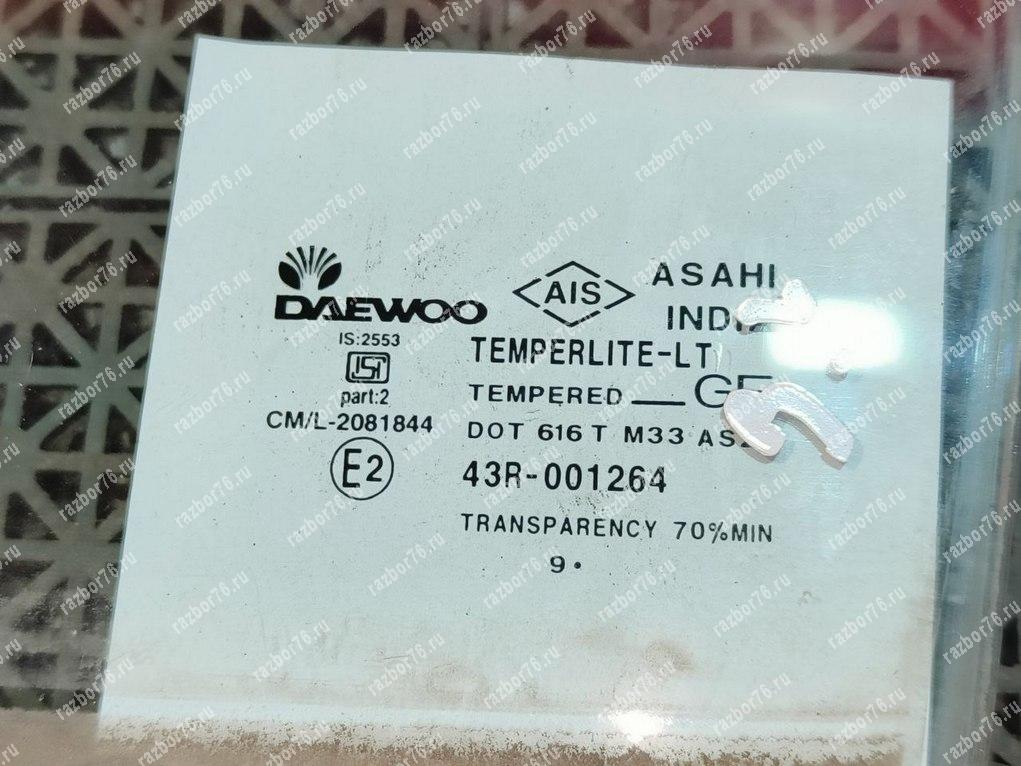 DAEWOO
IS:2553
ISI
part:2
CM/L-2081844
E2
AIS
ASAHI
TEMPERLITE-LT
TEMPERED
DOT 616 T M33
43R-001264
TRANSPARENCY 70%MIN
9.
razbor76.ru